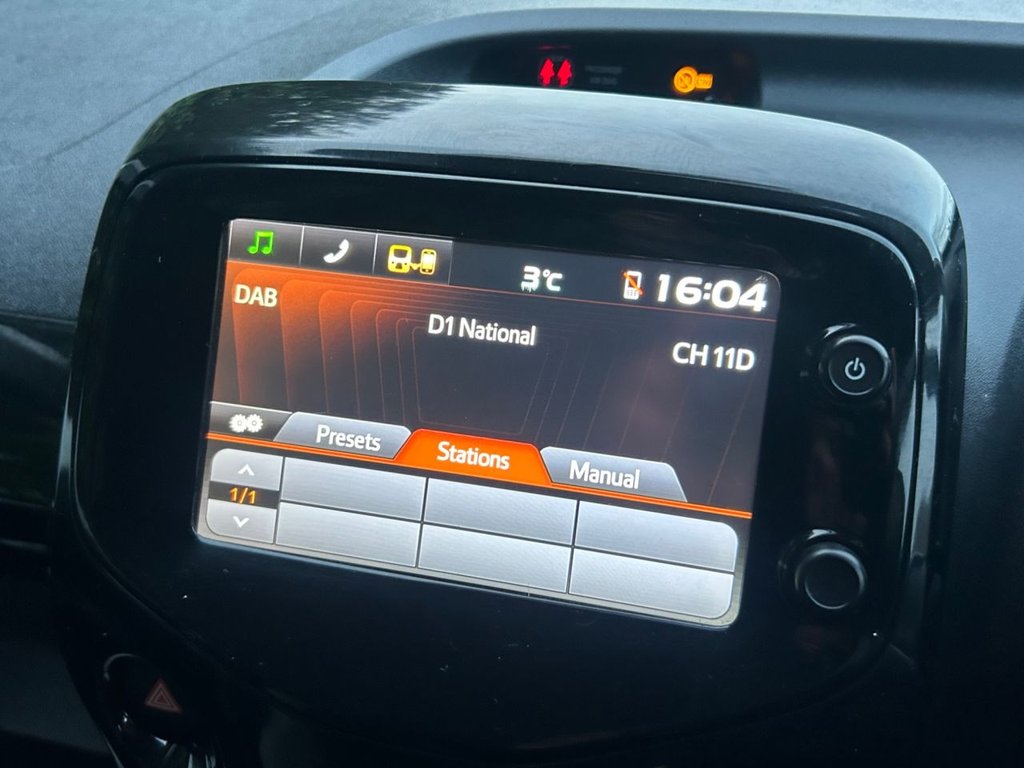 3°C 16:04
DAB
D1 National
CH 11D
Presets Stations Manual
1/1